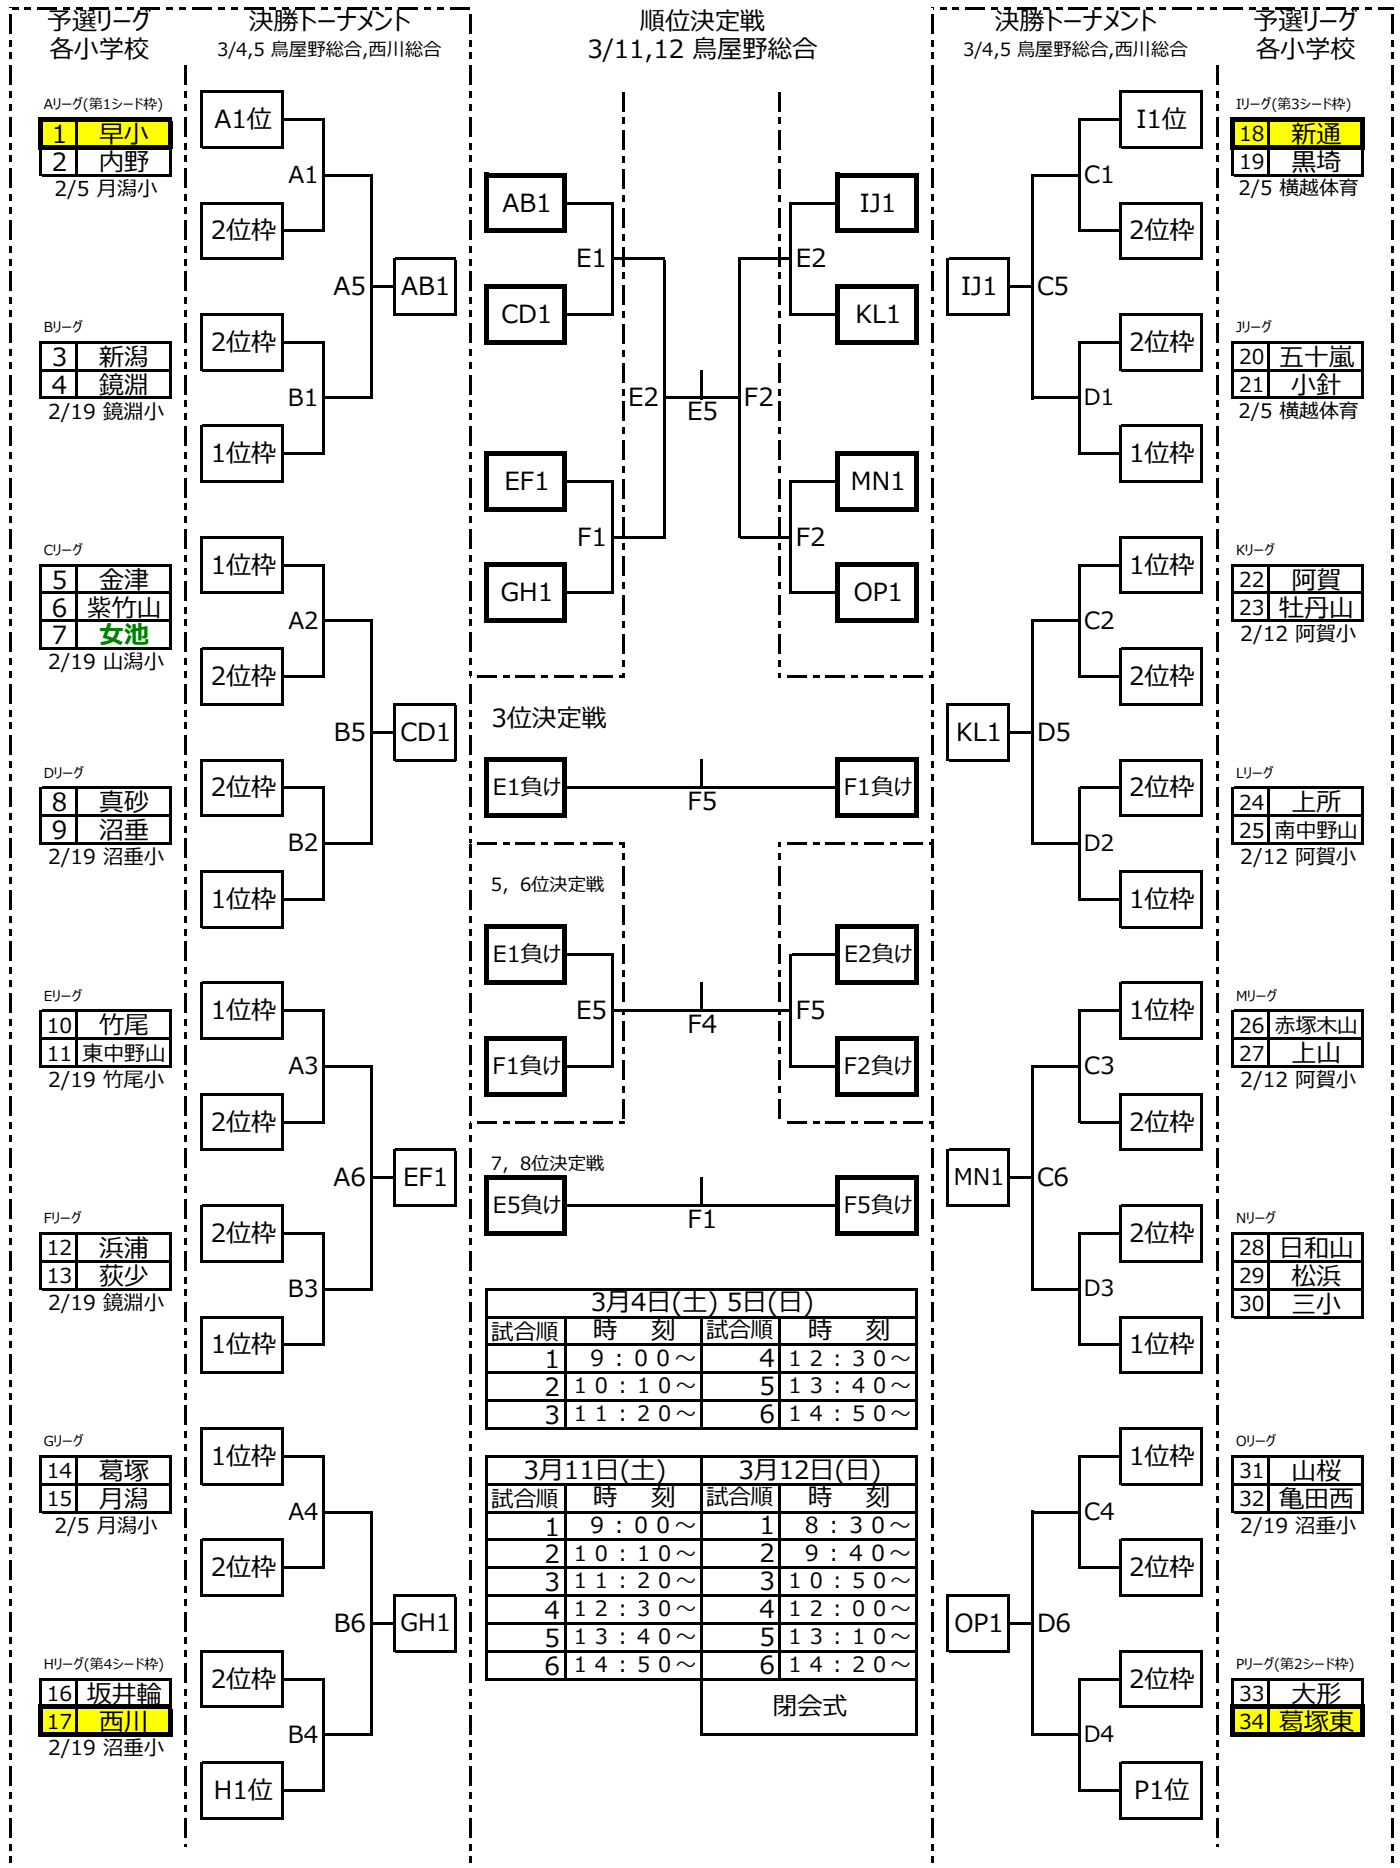 予選リーグ
各小学校
決勝トーナメント
3/4,5 鳥屋野総合,西川総合
順位決定戦
3/11,12 鳥屋野総合
決勝トーナメント
3/4,5 鳥屋野総合,西川総合
予選リーグ
各小学校
Aリーグ(第1シード枠)
1 早小
2 内野
2/5 月潟小
Bリーグ
3 新潟
4 鏡淵
2/19 鏡淵小
Cリーグ
5 金津
6 紫竹山
7 女池
2/19 山潟小
Dリーグ
8 真砂
9 沼垂
2/19 沼垂小
Eリーグ
10 竹尾
11 東中野山
2/19 竹尾小
Fリーグ
12 浜浦
13 荻少
2/19 鏡淵小
Gリーグ
14 葛塚
15 月潟
2/5 月潟小
Hリーグ(第4シード枠)
16 坂井輪
17 西川
2/19 沼垂小
A1位
A1
2位枠
A5
AB1
2位枠
B1
1位枠
1位枠
A2
2位枠
B5
CD1
2位枠
B2
1位枠
1位枠
A3
2位枠
A6
EF1
2位枠
B3
1位枠
1位枠
A4
2位枠
B6
GH1
2位枠
B4
H1位
AB1
IJ1
E1
E2
CD1
KL1
E2
E5
F2
EF1
MN1
F1
F2
GH1
OP1
3位決定戦
E1負け
F5
F1負け
5, 6位決定戦
E1負け
E2負け
E5
F4
F5
F1負け
F2負け
7, 8位決定戦
E5負け
F1
F5負け
3月4日(土) 5日(日)
試合順 時 刻 試合順 時 刻
1 9:00～ 4 12:30～
2 10:10～ 5 13:40～
3 11:20～ 6 14:50～
3月11日(土) 3月12日(日)
試合順 時 刻 試合順 時 刻
1 9:00～ 1 8:30～
2 10:10～ 2 9:40～
3 11:20～ 3 10:50～
4 12:30～ 4 12:00～
5 13:40～ 5 13:10～
6 14:50～ 6 14:20～
閉会式
I1位
C1
2位枠
IJ1
C5
2位枠
D1
1位枠
1位枠
C2
2位枠
KL1
D5
2位枠
D2
1位枠
1位枠
C3
2位枠
MN1
C6
2位枠
D3
1位枠
1位枠
C4
2位枠
OP1
D6
2位枠
D4
P1位
Iリーグ(第3シード枠)
18 新通
19 黒埼
2/5 横越体育
Jリーグ
20 五十嵐
21 小針
2/5 横越体育
Kリーグ
22 阿賀
23 牡丹山
2/12 阿賀小
Lリーグ
24 上所
25 南中野山
2/12 阿賀小
Mリーグ
26 赤塚木山
27 上山
2/12 阿賀小
Nリーグ
28 日和山
29 松浜
30 三小
Oリーグ
31 山桜
32 亀田西
2/19 沼垂小
Pリーグ(第2シード枠)
33 大形
34 葛塚東